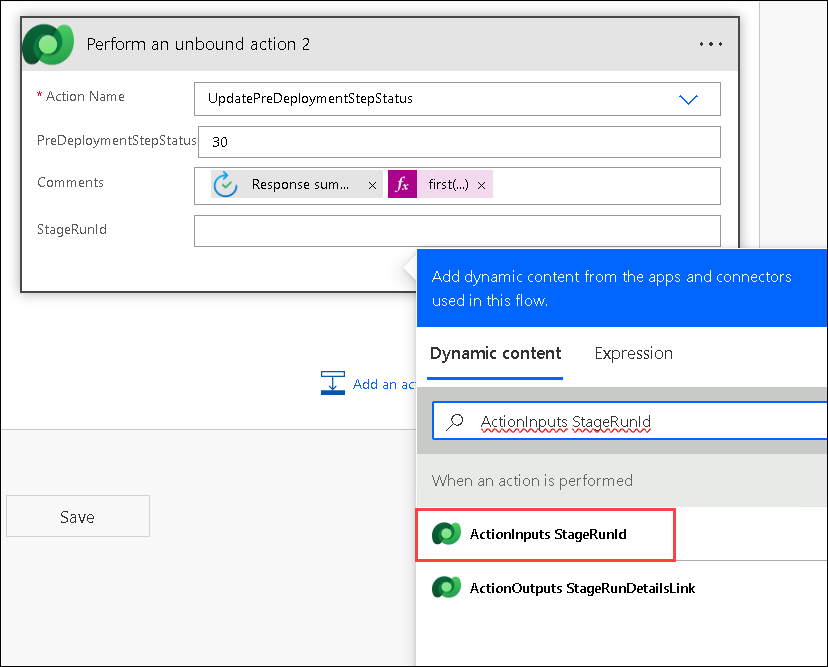 Perform an unbound action 2
* Action Name
UpdatePreDeploymentStepStatus
PreDeploymentStepStatus
30
Comments
Response sum... × fx first(...) ×
StageRunId
Add dynamic content from the apps and connectors
used in this flow.
Dynamic content Expression
Add an ac
ActionInputs StageRunId
When an action is performed
Save
ActionInputs StageRunId
ActionOutputs StageRunDetailsLink